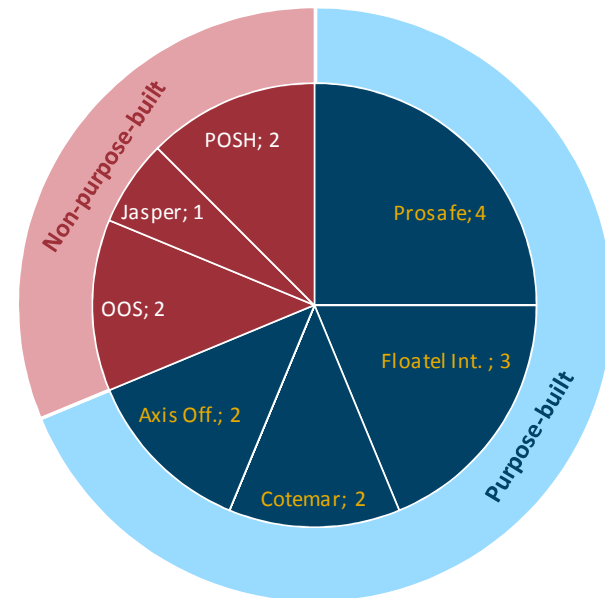 Non-purpose-built
POSH; 2
Jasper; 1
Prosafe;4
OOS; 2
Floatel Int. ; 3
Axis Off.; 2
Purpose-built
Cotemar; 2